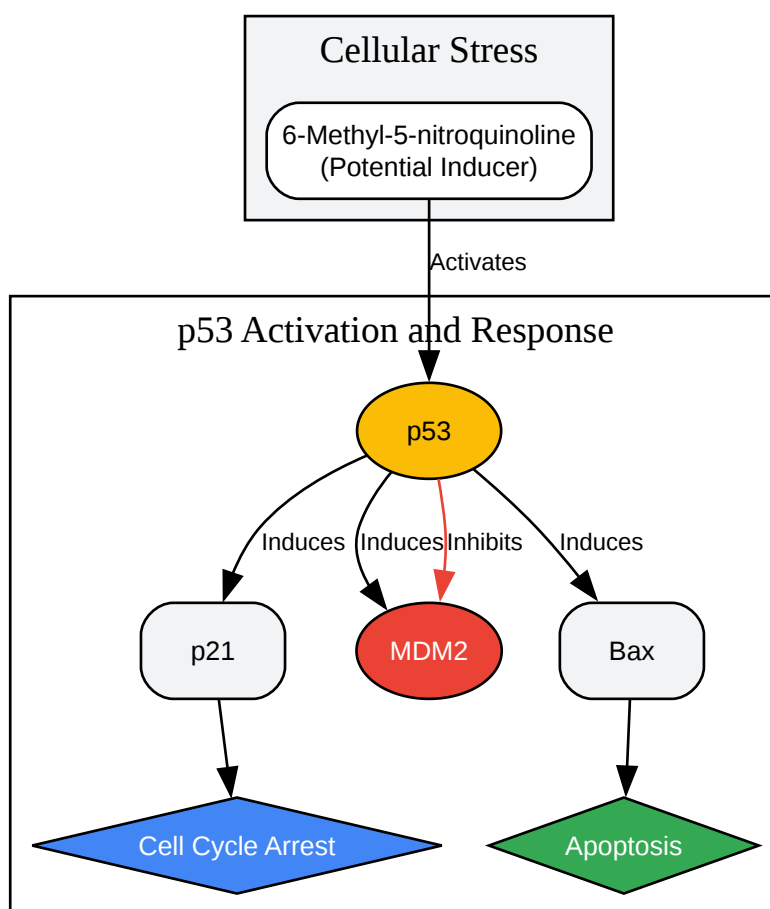 Cellular Stress
6-Methyl-5-nitroquinoline
(Potential Inducer)
Activates
p53 Activation and Response
p53
Induces
Induces
Inhibits
Induces
p21
MDM2
Bax
Cell Cycle Arrest
Apoptosis